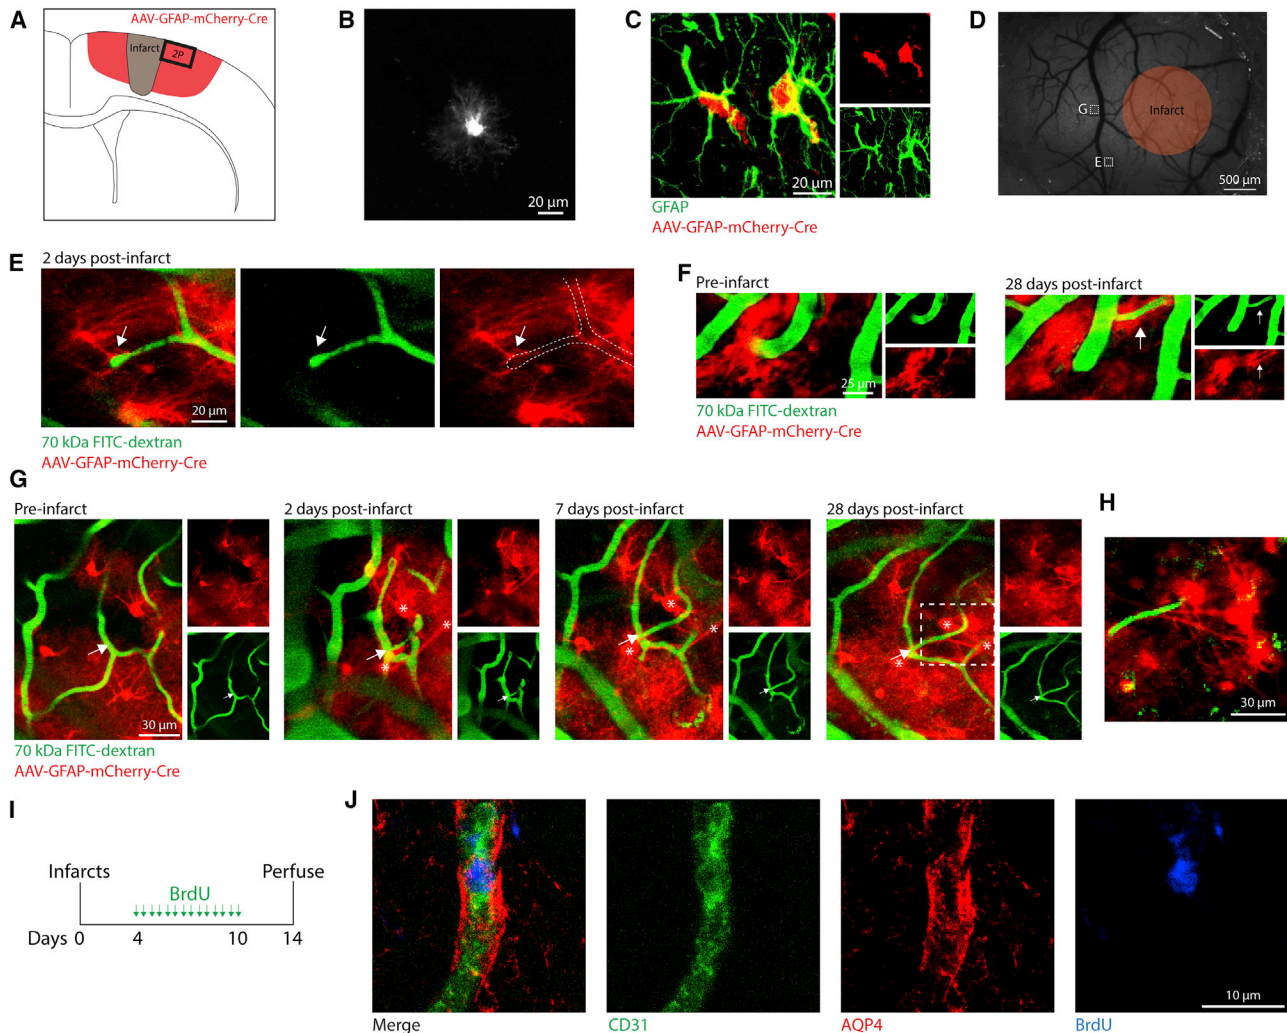 A
AAV-GFAP-mCherry-Cre
Infarct
2P
B
20 μm
C
20 μm
GFAP
AAV-GFAP-mCherry-Cre
D
G
Infarct
E
500 μm
E
2 days post-infarct
20 μm
70 kDa FITC-dextran
AAV-GFAP-mCherry-Cre
F
Pre-infarct
28 days post-infarct
25 μm
70 kDa FITC-dextran
AAV-GFAP-mCherry-Cre
G
Pre-infarct
2 days post-infarct
7 days post-infarct
28 days post-infarct
* * *
* * *
* * *
30 μm
70 kDa FITC-dextran
AAV-GFAP-mCherry-Cre
H
30 μm
I
Infarcts
Perfuse
BrdU
Days 0 4 10 14
J
10 μm
Merge
CD31
AQP4
BrdU